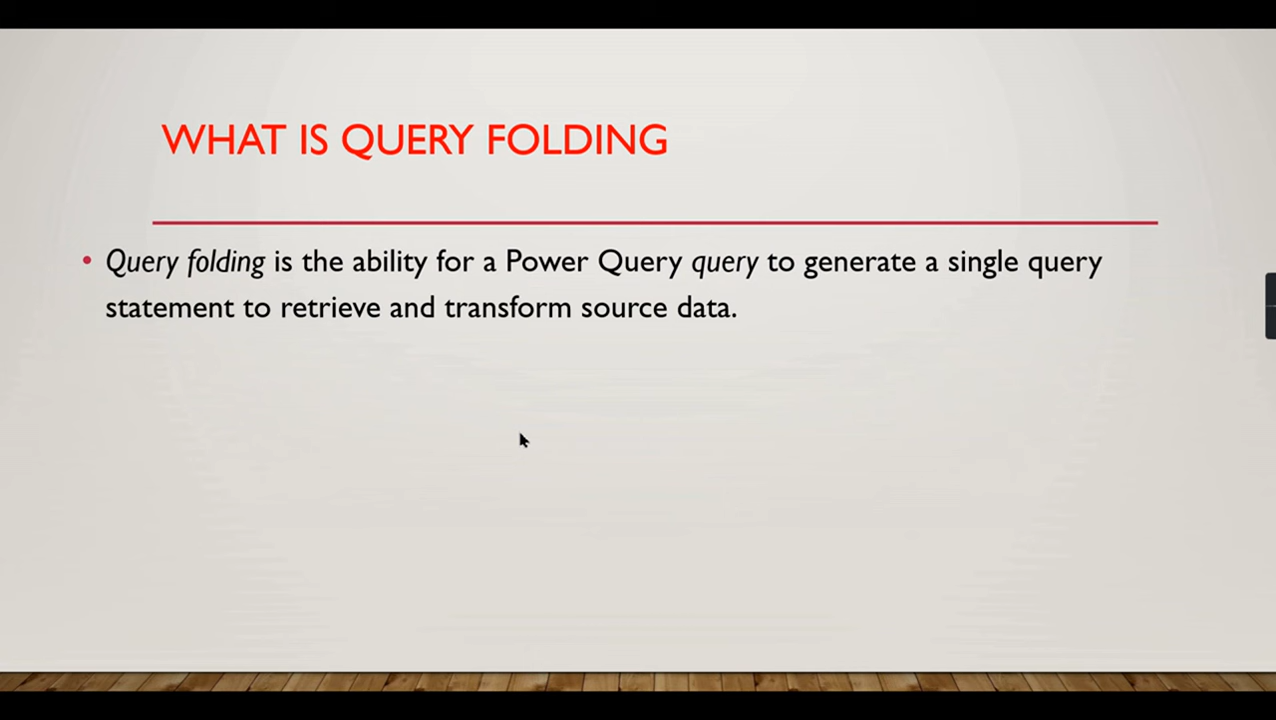 WHAT IS QUERY FOLDING
• Query folding is the ability for a Power Query query to generate a single query
statement to retrieve and transform source data.